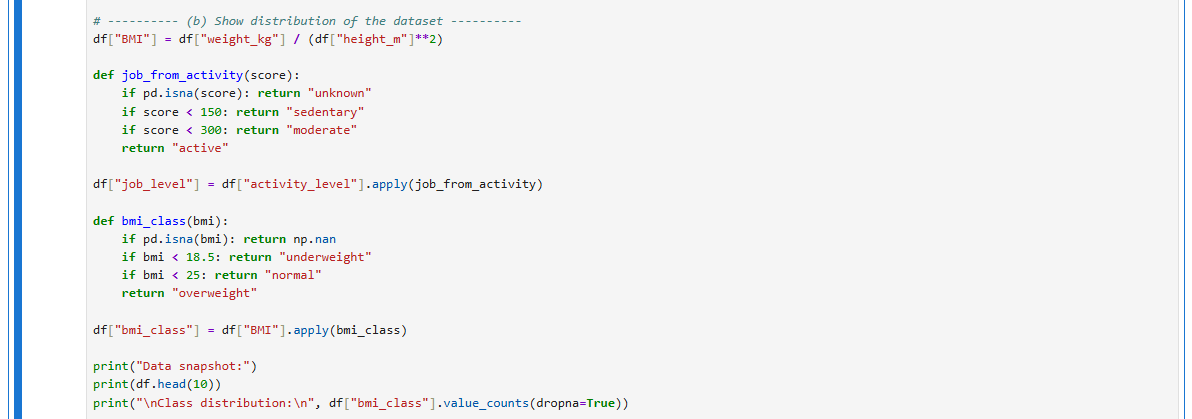 # ---------- (b) Show distribution of the dataset ----------
df["BMI"] = df["weight_kg"] / (df["height_m"]**2)

def job_from_activity(score):
    if pd.isna(score): return "unknown"
    if score < 150: return "sedentary"
    if score < 300: return "moderate"
    return "active"

df["job_level"] = df["activity_level"].apply(job_from_activity)

def bmi_class(bmi):
    if pd.isna(bmi): return np.nan
    if bmi < 18.5: return "underweight"
    if bmi < 25: return "normal"
    return "overweight"

df["bmi_class"] = df["BMI"].apply(bmi_class)

print("Data snapshot:")
print(df.head(10))
print("\nClass distribution:\n", df["bmi_class"].value_counts(dropna=True))